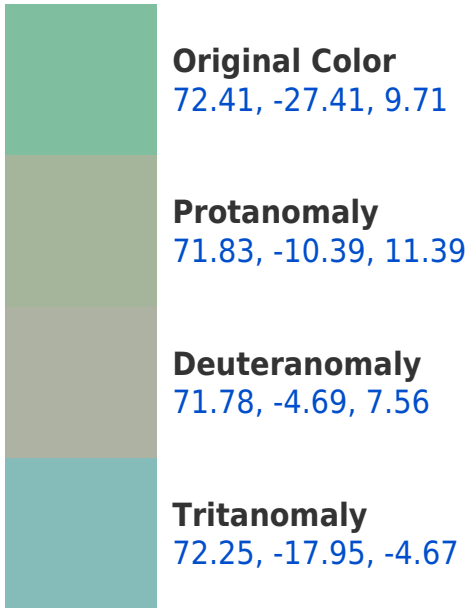 Original Color
72.41, -27.41, 9.71
Protanomaly
71.83, -10.39, 11.39
Deuteranomaly
71.78, -4.69, 7.56
Tritanomaly
72.25, -17.95, -4.67